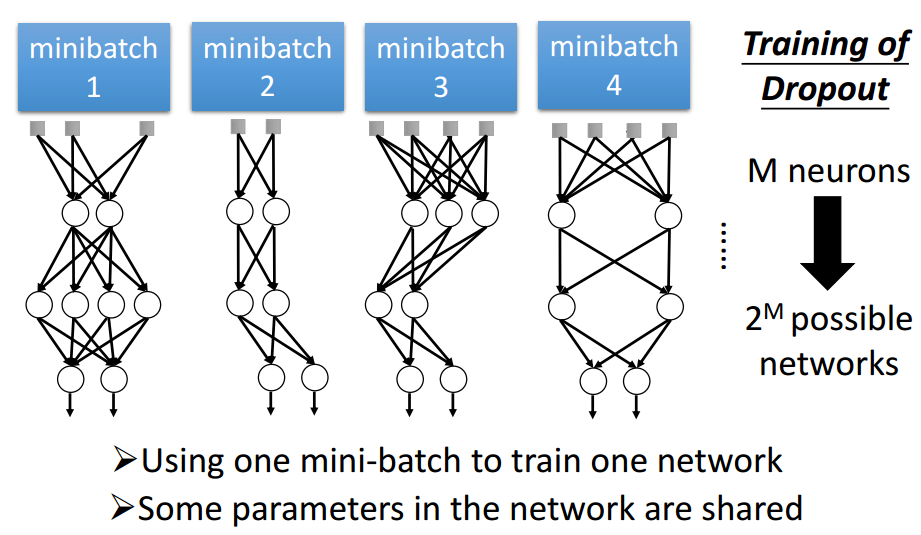 minibatch
1
minibatch
2
minibatch
3
minibatch
4
Training of
Dropout
M neurons
......
2^M possible
networks
➢Using one mini-batch to train one network
➢Some parameters in the network are shared